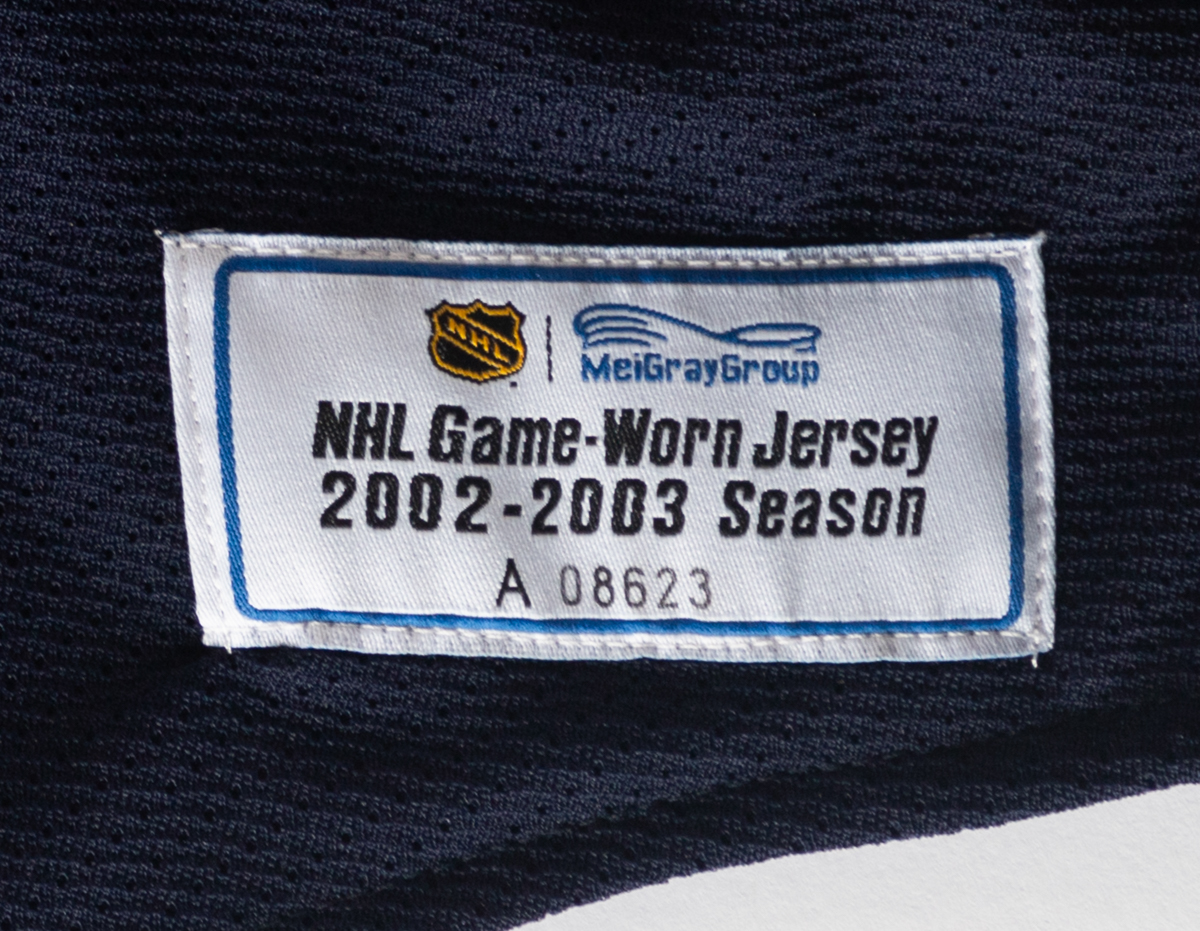 NHL
MeiGrayGroup
NHL Game-Worn Jersey
2002-2003 Season
A 08623